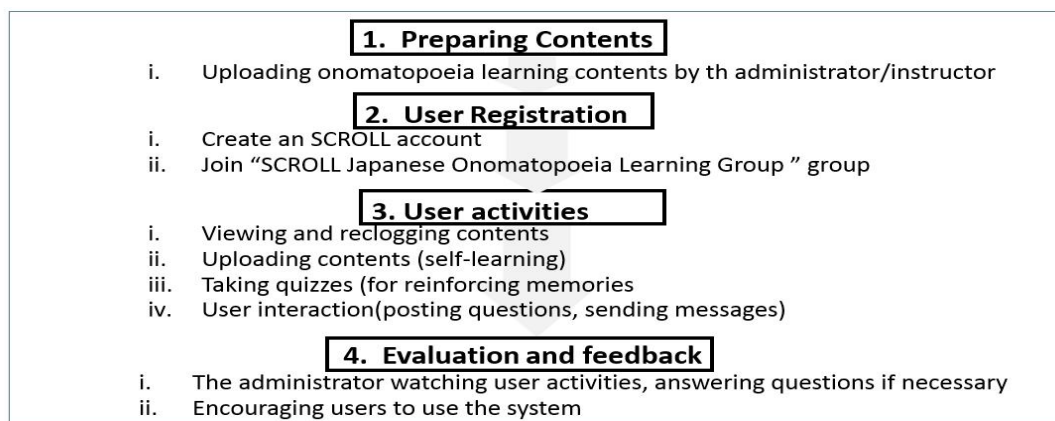 1. Preparing Contents
i. Uploading onomatopoeia learning contents by th administrator/instructor
2. User Registration
i. Create an SCROLL account
ii. Join “SCROLL Japanese Onomatopoeia Learning Group ” group
3. User activities
i. Viewing and reclogging contents
ii. Uploading contents (self-learning)
iii. Taking quizzes (for reinforcing memories
iv. User interaction(posting questions, sending messages)
4. Evaluation and feedback
i. The administrator watching user activities, answering questions if necessary
ii. Encouraging users to use the system